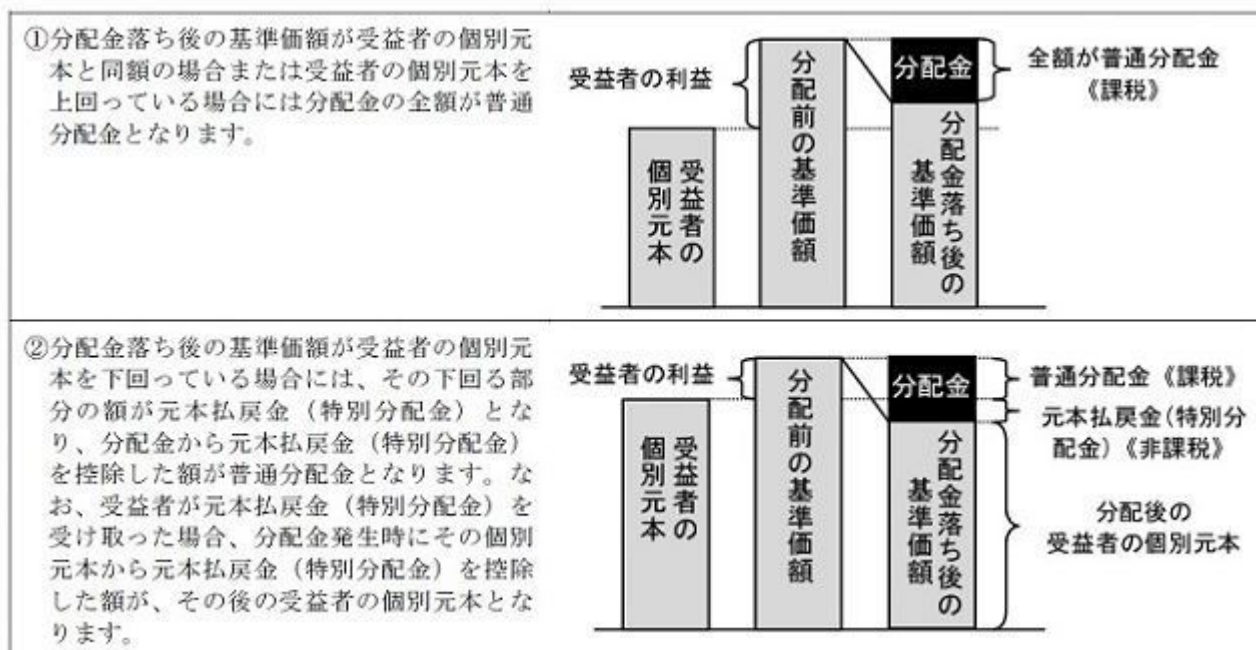 ①分配金落ち後の基準価額が受益者の個別元
本と同額の場合または受益者の個別元本を
上回っている場合には分配金の全額が普通
分配金となります。
受益者の利益
受益者の
個別元本
分配前の基準価額
分配金
分配金落ち後の
基準価額
全額が普通分配金
《課税》
②分配金落ち後の基準価額が受益者の個別元
本を下回っている場合には、その下回る部
分の額が元本払戻金（特別分配金）とな
り、分配金から元本払戻金（特別分配金）
を控除した額が普通分配金となります。な
お、受益者が元本払戻金（特別分配金）を
受け取った場合、分配金発生時にその個別
元本から元本払戻金（特別分配金）を控除
した額が、その後の受益者の個別元本とな
ります。
受益者の利益
受益者の
個別元本
分配前の基準価額
分配金
分配金落ち後の
基準価額
普通分配金《課税》
元本払戻金（特別分
配金）《非課税》
分配後の
受益者の個別元本